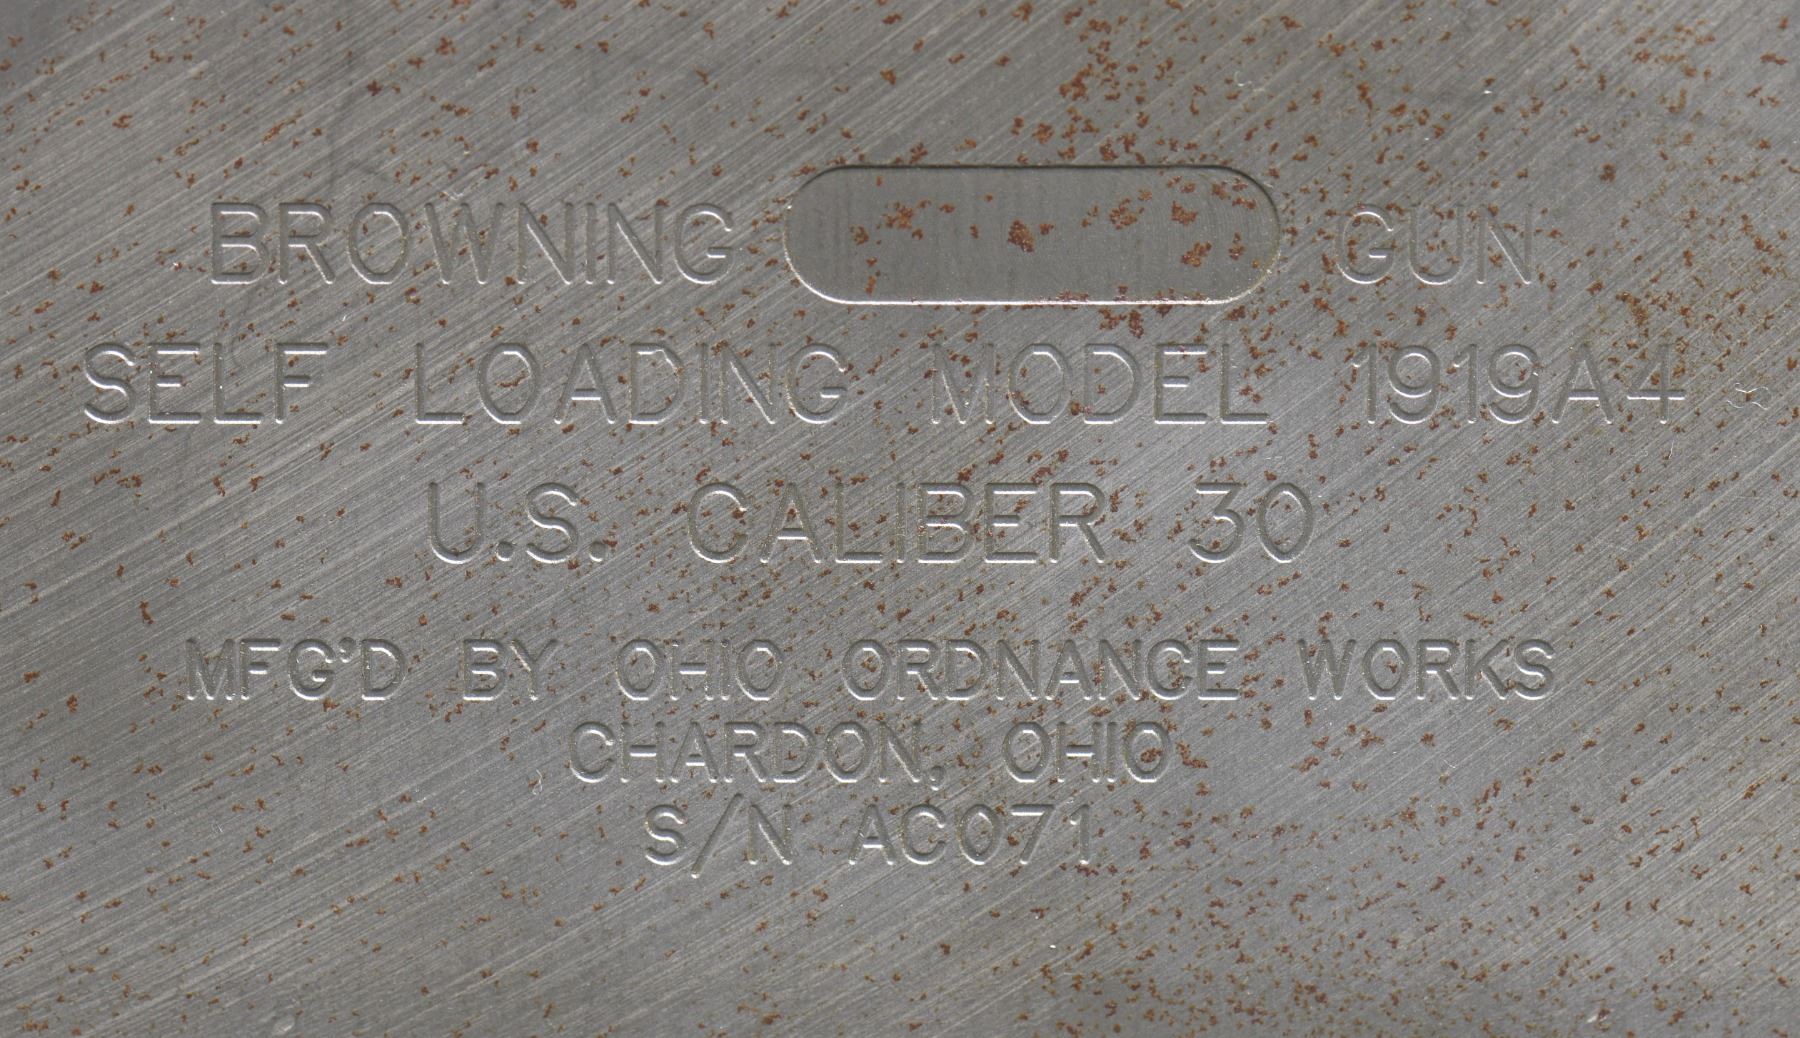 BROWNING GUN
SELF LOADING MODEL 1919A4
U.S. CALIBER 30
MFG'D BY OHIO ORDNANCE WORKS
CHARDON, OHIO
S/N AC071